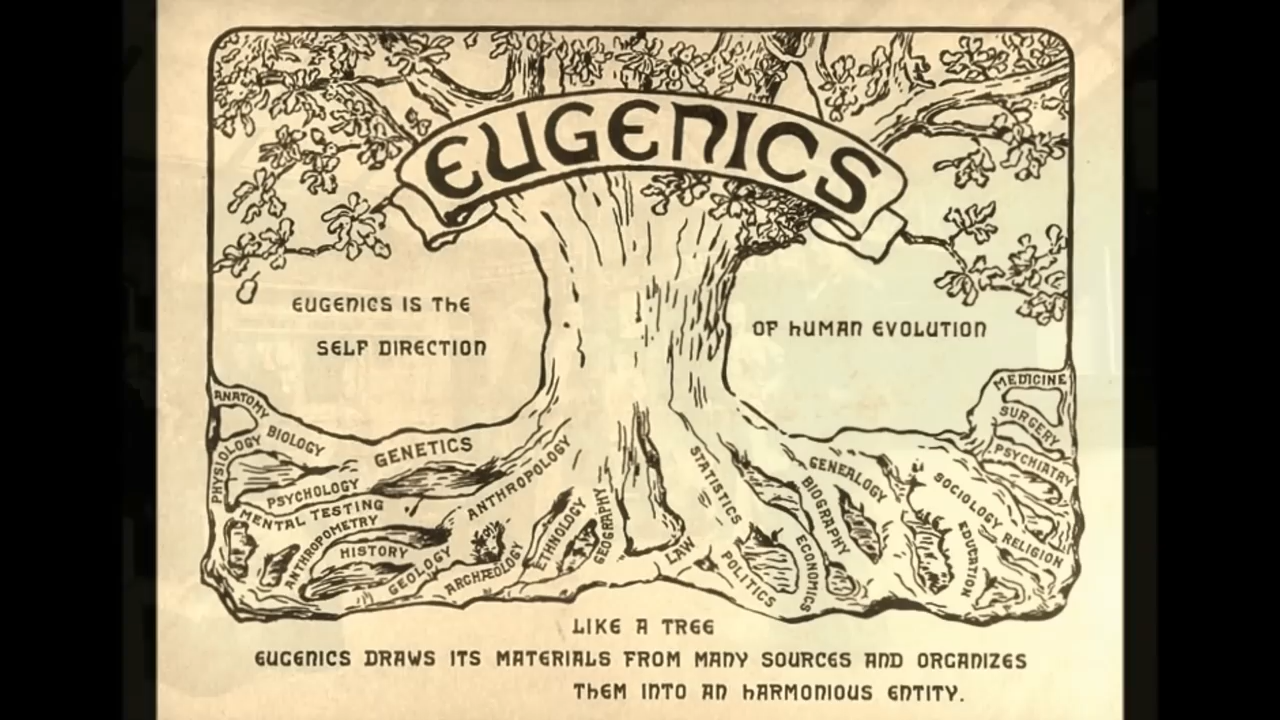 EUGENICS
EUGENICS IS THE
SELF DIRECTION
OF HUMAN EVOLUTION
ANATOMY
BIOLOGY
PHYSIOLOGY
GENETICS
PSYCHOLOGY
MENTAL TESTING
ANTHROPOMETRY
HISTORY
GEOLOGY
ANTHROPOLOGY
ARCHÆOLOGY
ETHNOLOGY
GEOGRAPHY
LAW
STATISTICS
POLITICS
ECONOMICS
BIOGRAPHY
GENEALOGY
EDUCATION
SOCIOLOGY
RELIGION
PSYCHIATRY
SURGERY
MEDICINE
LIKE A TREE
EUGENICS DRAWS ITS MATERIALS FROM MANY SOURCES AND ORGANIZES
THEM INTO AN HARMONIOUS ENTITY.